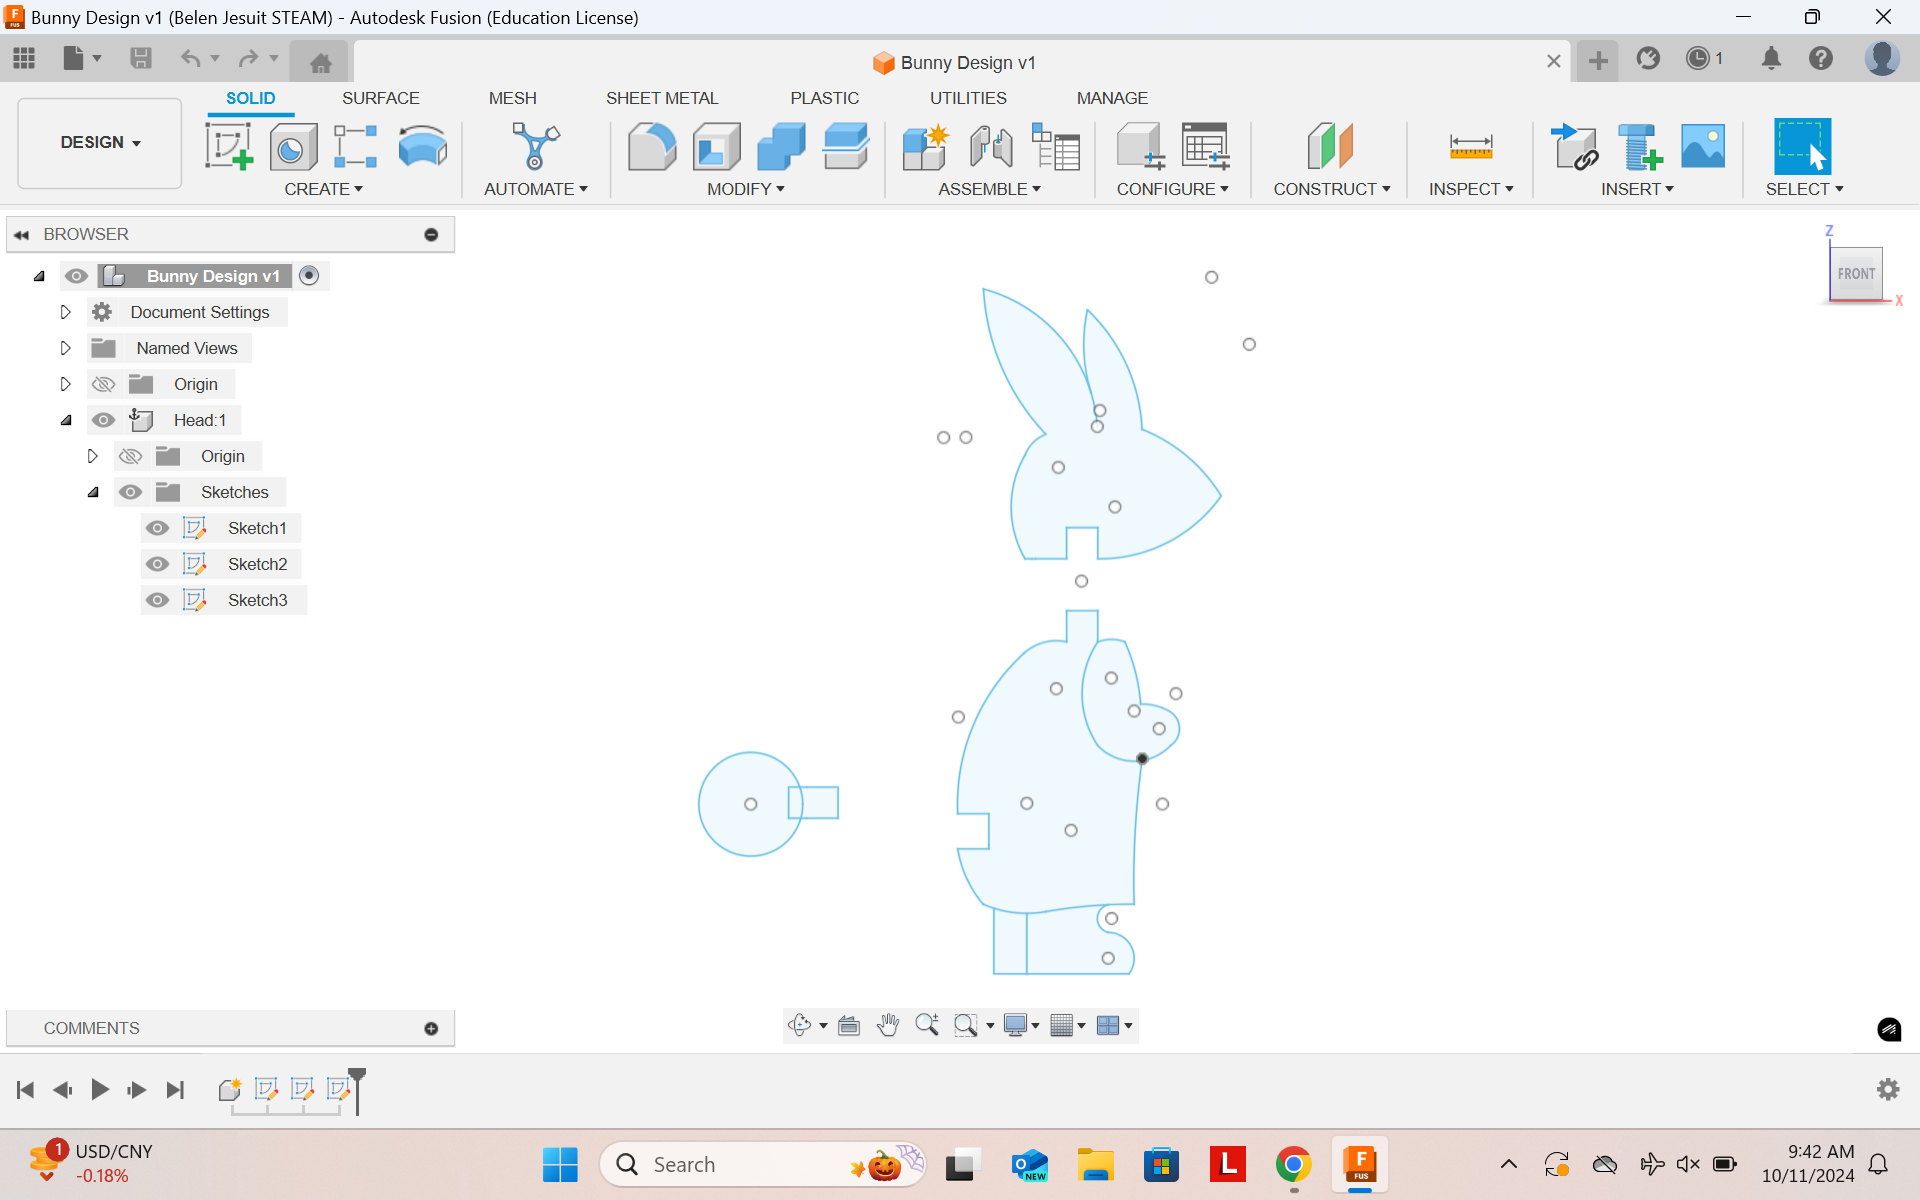 Bunny Design v1 (Belen Jesuit STEAM) - Autodesk Fusion (Education License)
Bunny Design v1
1
SOLID SURFACE MESH SHEET METAL PLASTIC UTILITIES MANAGE
DESIGN
CREATE AUTOMATE MODIFY ASSEMBLE CONFIGURE CONSTRUCT INSPECT INSERT SELECT
BROWSER
Bunny Design v1
Document Settings
Named Views
Origin
Head:1
Origin
Sketches
Sketch1
Sketch2
Sketch3
Z
FRONT
X
COMMENTS
1
USD/CNY
-0.18%
Search
NEW
L
F
FUS
9:42 AM
10/11/2024